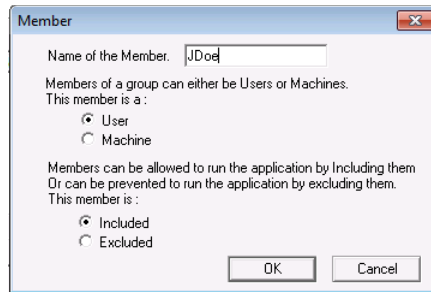 Member
Name of the Member. JDoe
Members of a group can either be Users or Machines.
This member is a :
User
Machine
Members can be allowed to run the application by Including them
Or can be prevented to run the application by excluding them.
This member is :
Included
Excluded
OK Cancel